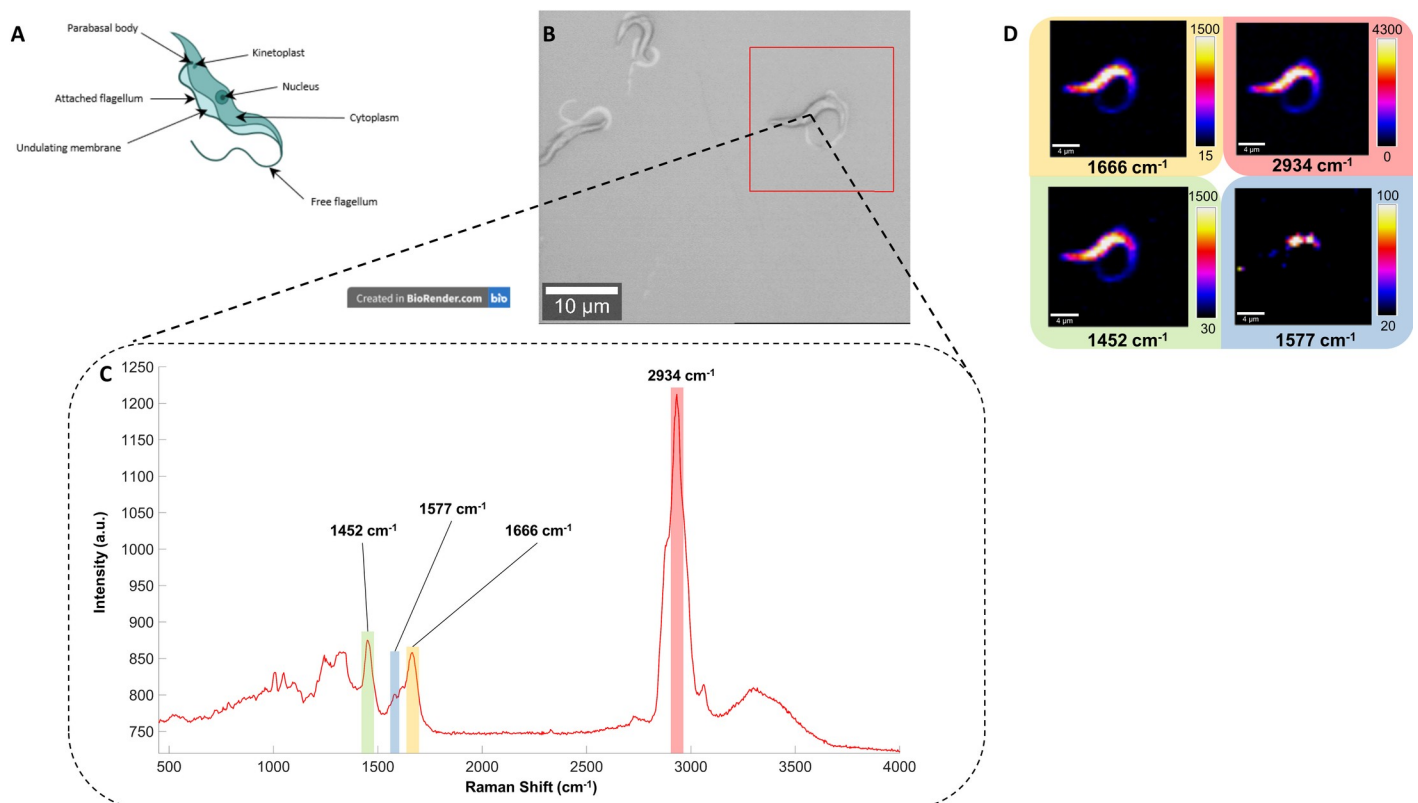 A
Parabasal body
Kinetoplast
Nucleus
Attached flagellum
Cytoplasm
Undulating membrane
Free flagellum
Created in BioRender.com bio
B
10 µm
C
1250
1200
1150
1100
1050
1000
950
900
850
800
750
Intensity (a.u.)
2934 cm-1
1577 cm-1
1452 cm-1
1666 cm-1
500
1000
1500
2000
2500
3000
3500
4000
Raman Shift (cm-1)
D
1500
4 µm
15
1666 cm-1
4300
4 µm
0
2934 cm-1
1500
4 µm
30
1452 cm-1
100
4 µm
20
1577 cm-1